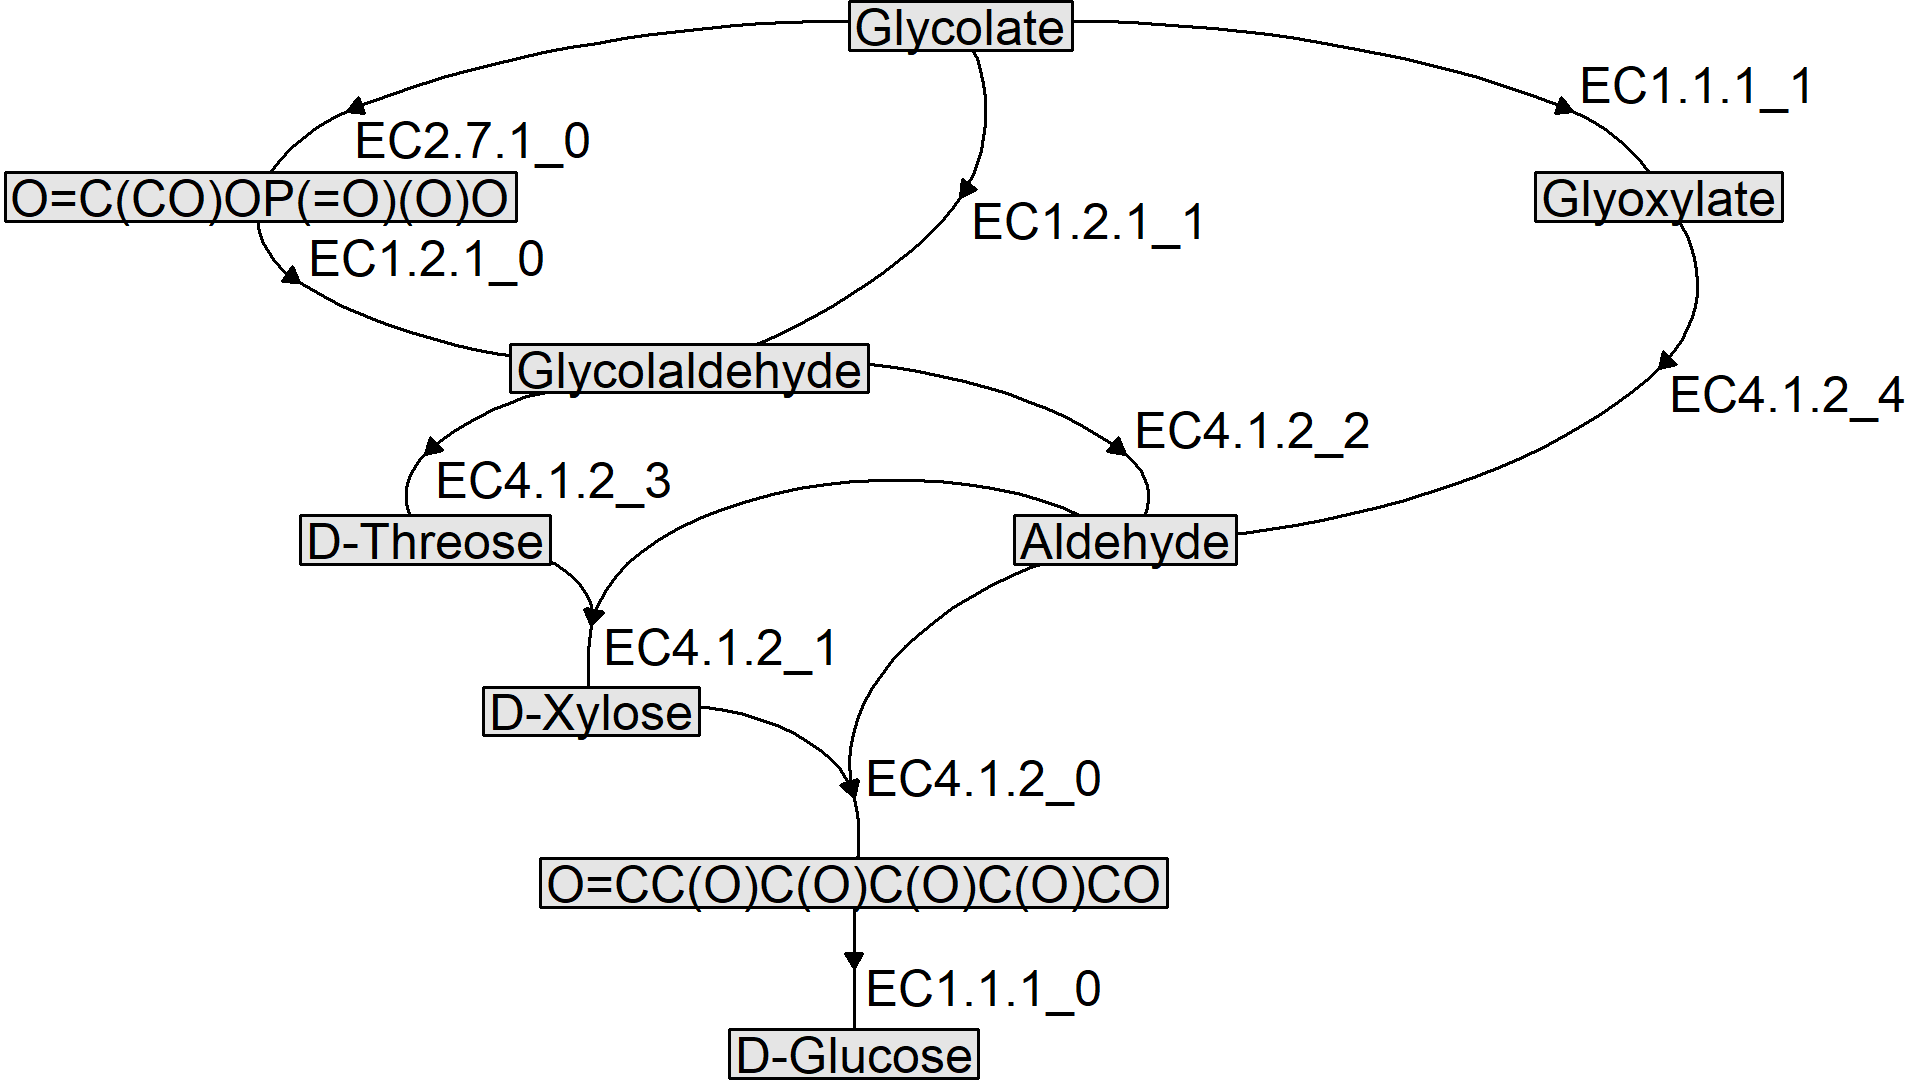 Glycolate
EC1.1.1_1
EC2.7.1_0
O=C(CO)OP(=O)(O)O
Glyoxylate
EC1.2.1_1
EC1.2.1_0
Glycolaldehyde
EC4.1.2_4
EC4.1.2_2
EC4.1.2_3
D-Threose
Aldehyde
EC4.1.2_1
D-Xylose
EC4.1.2_0
O=CC(O)C(O)C(O)C(O)CO
EC1.1.1_0
D-Glucose